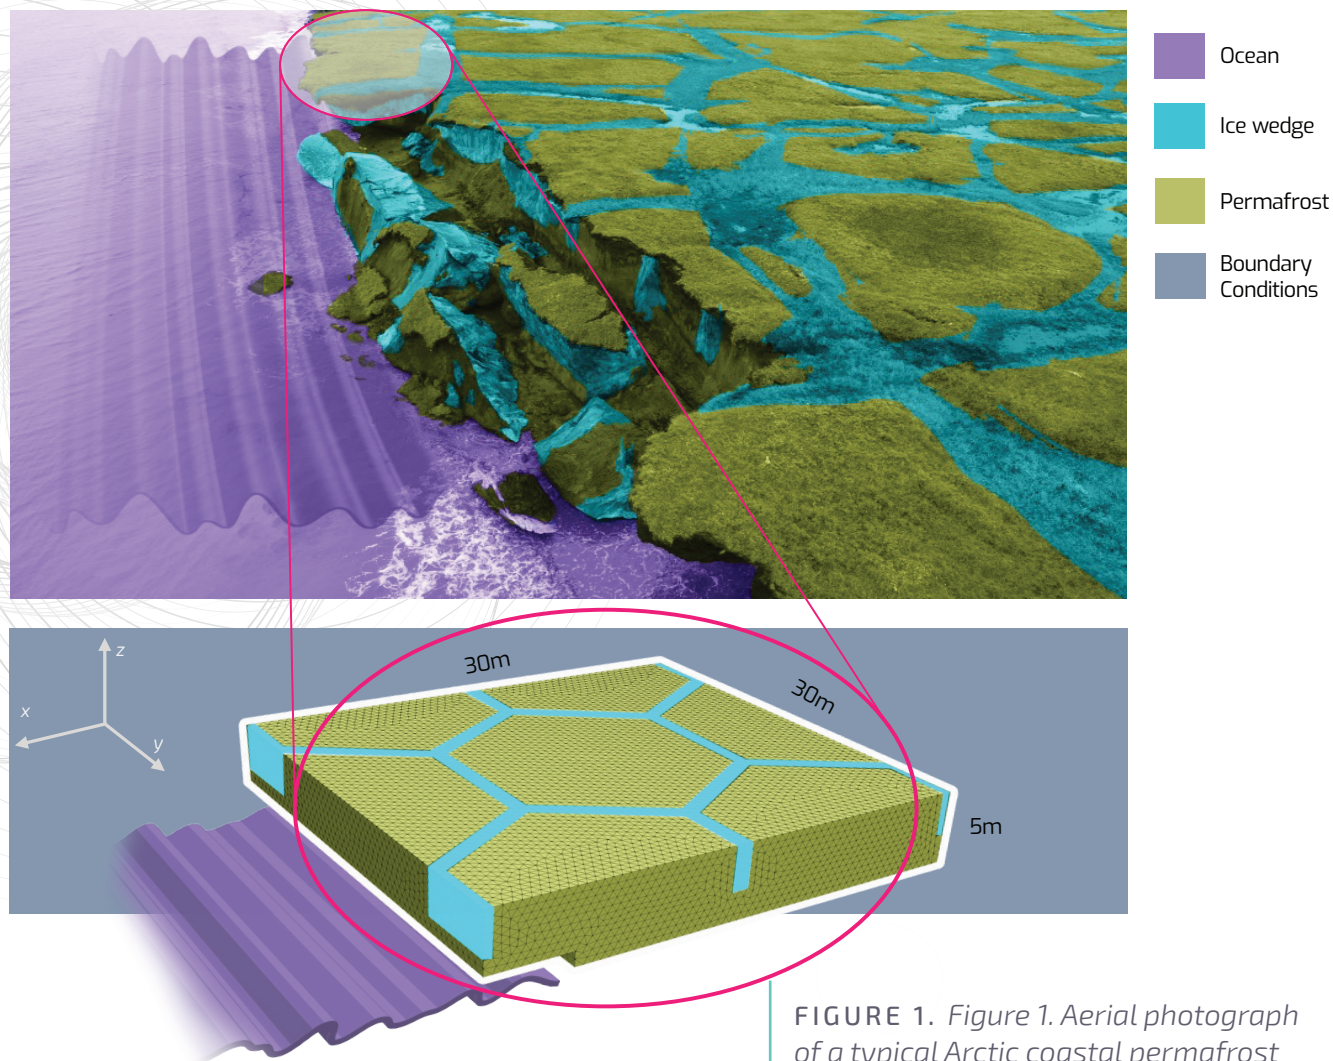 Ocean
Ice wedge
Permafrost
Boundary
Conditions
z
x
y
30m
30m
5m
FIGURE 1. Figure 1. Aerial photograph
of a typical Arctic coastal permafrost